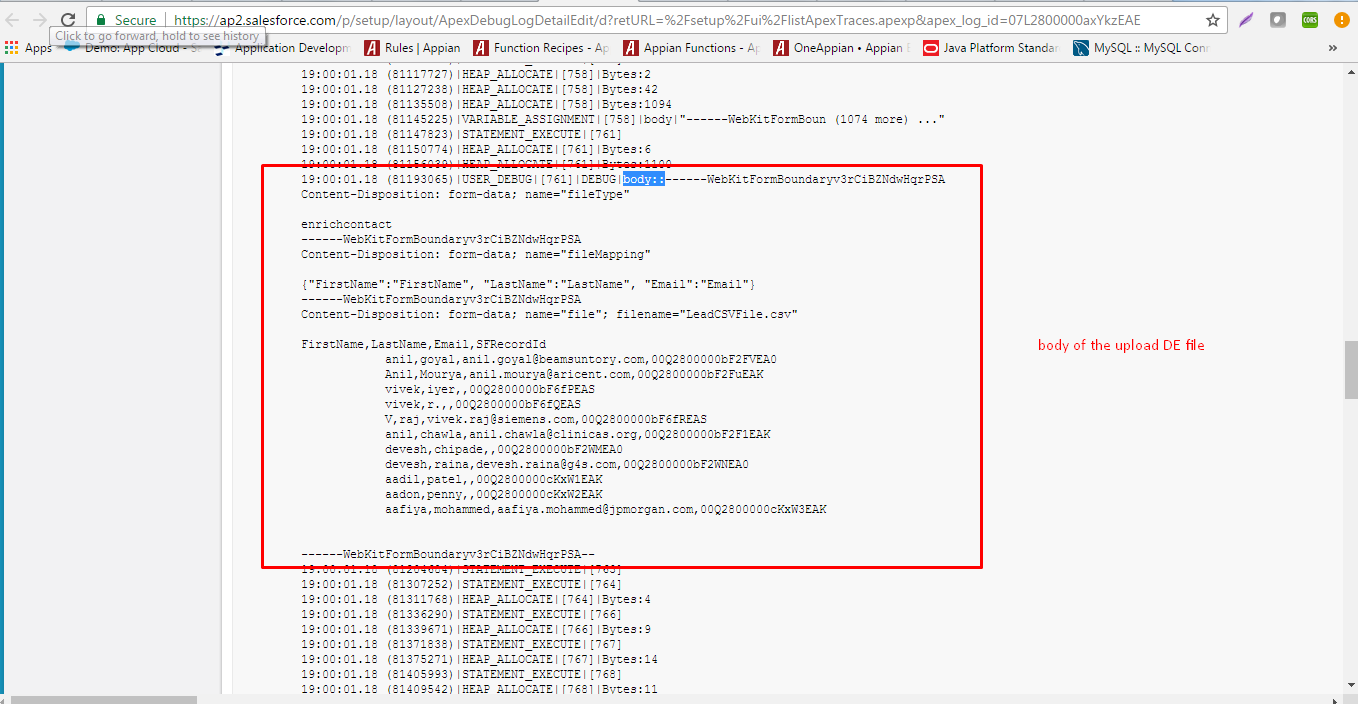 Secure
https://ap2.salesforce.com/p/setup/layout/ApexDebugLogDetailEdit/d?retURL=%2Fsetup%2Fui%2FlistApexTraces.apexp&apex_log_id=07L2800000axYkzEAE
CORS
Apps
Demo: App Cloud - S
Application Developm
Rules | Appian
Function Recipes - Ap
Appian Functions - Ap
OneAppian • Appian
Java Platform Standar
MySQL :: MySQL Conn
»
Click to go forward, hold to see history
19:00:01.18 (81117727)|HEAP_ALLOCATE|[758]|Bytes:2
19:00:01.18 (81127238)|HEAP_ALLOCATE|[758]|Bytes:42
19:00:01.18 (81135508)|HEAP_ALLOCATE|[758]|Bytes:1094
19:00:01.18 (81145225)|VARIABLE_ASSIGNMENT|[758]|body|"------WebKitFormBoun (1074 more) ..."
19:00:01.18 (81147823)|STATEMENT_EXECUTE|[761]
19:00:01.18 (81150774)|HEAP_ALLOCATE|[761]|Bytes:6
19:00:01.18 (81156039)|HEAP_ALLOCATE|[761]|Bytes:1100
19:00:01.18 (81193065)|USER_DEBUG|[761]|DEBUG|body::------WebKitFormBoundaryv3rCiBZNdwHqrPSA
Content-Disposition: form-data; name="fileType"
enrichcontact
------WebKitFormBoundaryv3rCiBZNdwHqrPSA
Content-Disposition: form-data; name="fileMapping"
{"FirstName":"FirstName", "LastName":"LastName", "Email":"Email"}
------WebKitFormBoundaryv3rCiBZNdwHqrPSA
Content-Disposition: form-data; name="file"; filename="LeadCSVFile.csv"
body of the upload DE file
FirstName,LastName,Email,SFRecordId
anil,goyal,anil.goyal@beamsuntory.com,00Q2800000bF2FVEA0
Anil,Mourya,anil.mourya@aricent.com,00Q2800000bF2FuEAK
vivek,iyer,,00Q2800000bF6fPEAS
vivek,r.,,00Q2800000bF6fQEAS
V,raj,vivek.raj@siemens.com,00Q2800000bF6fREAS
anil,chawla,anil.chawla@clinicas.org,00Q2800000bF2F1EAK
devesh,chipade,,00Q2800000bF2WMEA0
devesh,raina,devesh.raina@g4s.com,00Q2800000bF2WNEA0
aadil,patel,,00Q2800000cKxW1EAK
aadon,penny,,00Q2800000cKxW2EAK
aafiya,mohammed,aafiya.mohammed@jpmorgan.com,00Q2800000cKxW3EAK
------WebKitFormBoundaryv3rCiBZNdwHqrPSA--
19:00:01.18 (81204684)|STATEMENT_EXECUTE|[763]
19:00:01.18 (81307252)|STATEMENT_EXECUTE|[764]
19:00:01.18 (81311768)|HEAP_ALLOCATE|[764]|Bytes:4
19:00:01.18 (81336290)|STATEMENT_EXECUTE|[766]
19:00:01.18 (81339671)|HEAP_ALLOCATE|[766]|Bytes:9
19:00:01.18 (81371838)|STATEMENT_EXECUTE|[767]
19:00:01.18 (81375271)|HEAP_ALLOCATE|[767]|Bytes:14
19:00:01.18 (81405993)|STATEMENT_EXECUTE|[768]
19:00:01.18 (81409542)|HEAP_ALLOCATE|[768]|Bytes:11